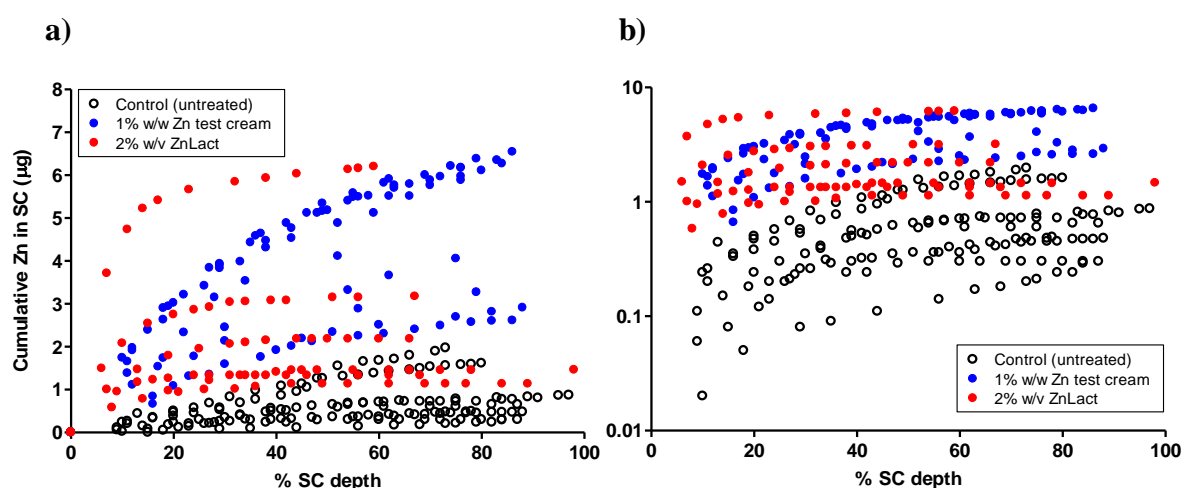 a)
b)
Cumulative Zn in SC (µg)
8
7
6
5
4
3
2
1
0
0 20 40 60 80 100
% SC depth
Control (untreated)
1% w/w Zn test cream
2% w/v ZnLact
10
1
0.1
0.01
0 20 40 60 80 100
% SC depth
Control (untreated)
1% w/w Zn test cream
2% w/v ZnLact